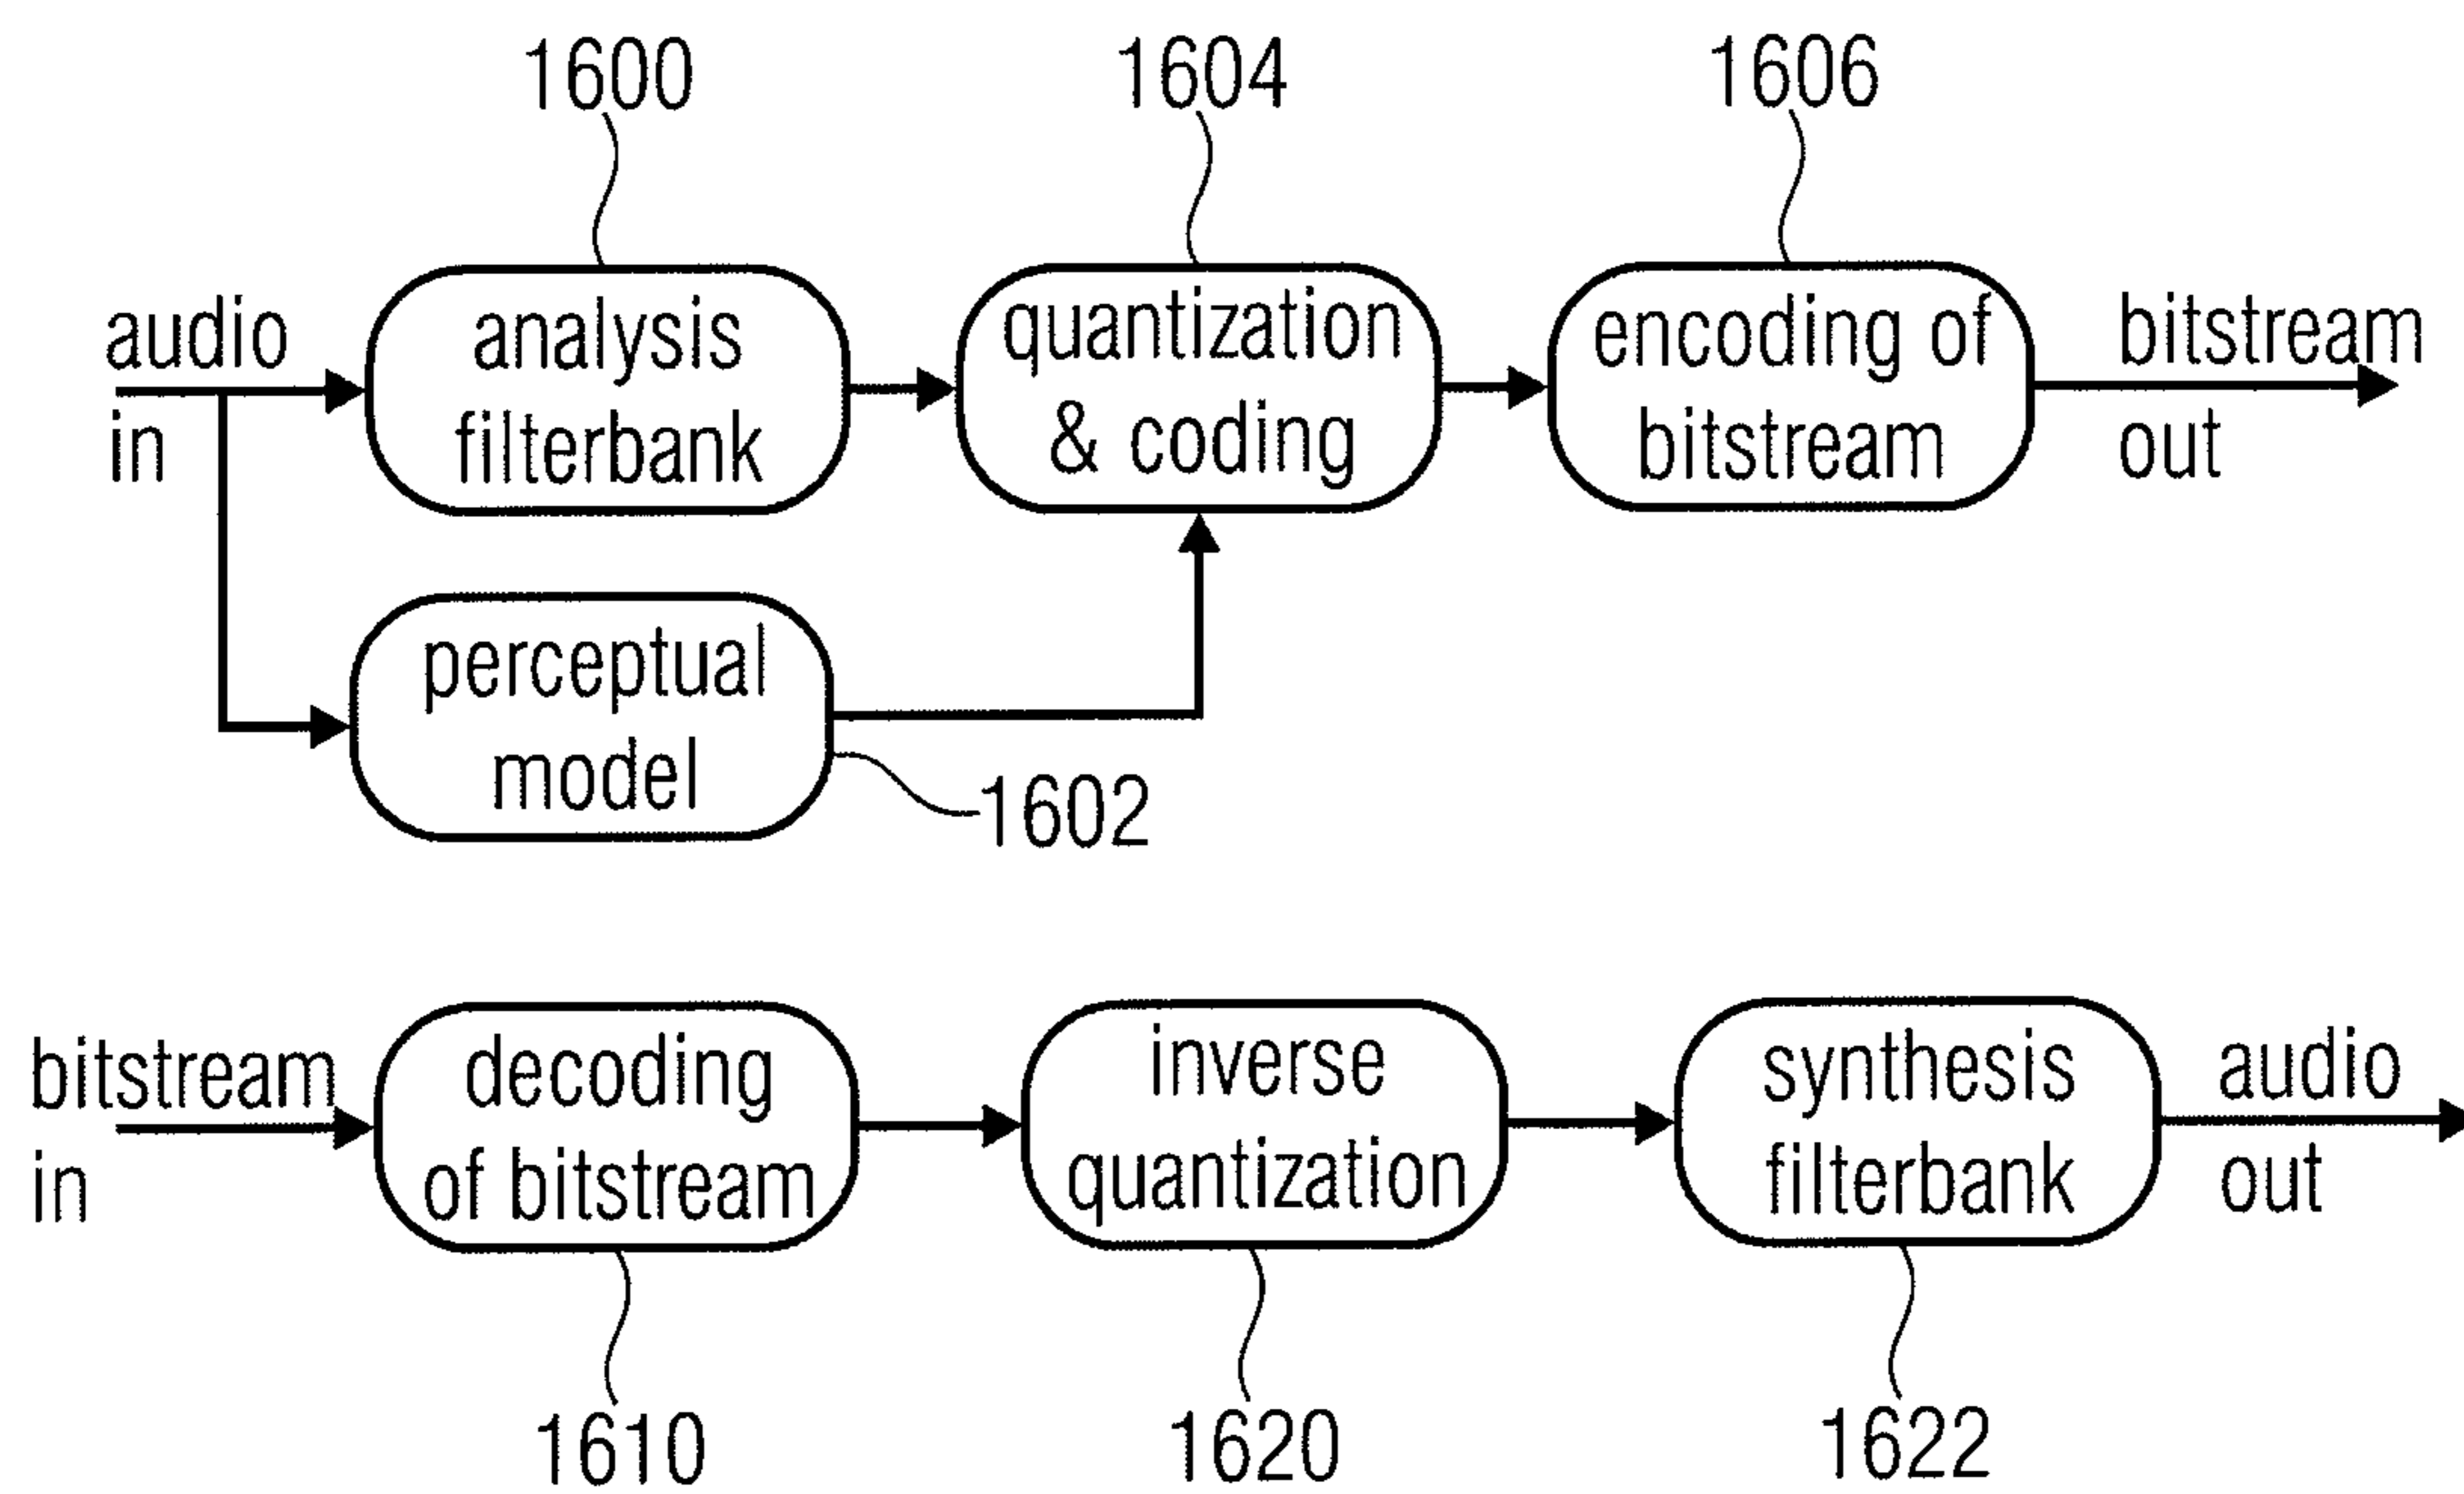 1600
1604
1606
audio
in
analysis
filterbank
quantization
& coding
encoding of
bitstream
bitstream
out
perceptual
model
1602
bitstream
in
decoding
of bitstream
inverse
quantization
synthesis
filterbank
audio
out
1610
1620
1622